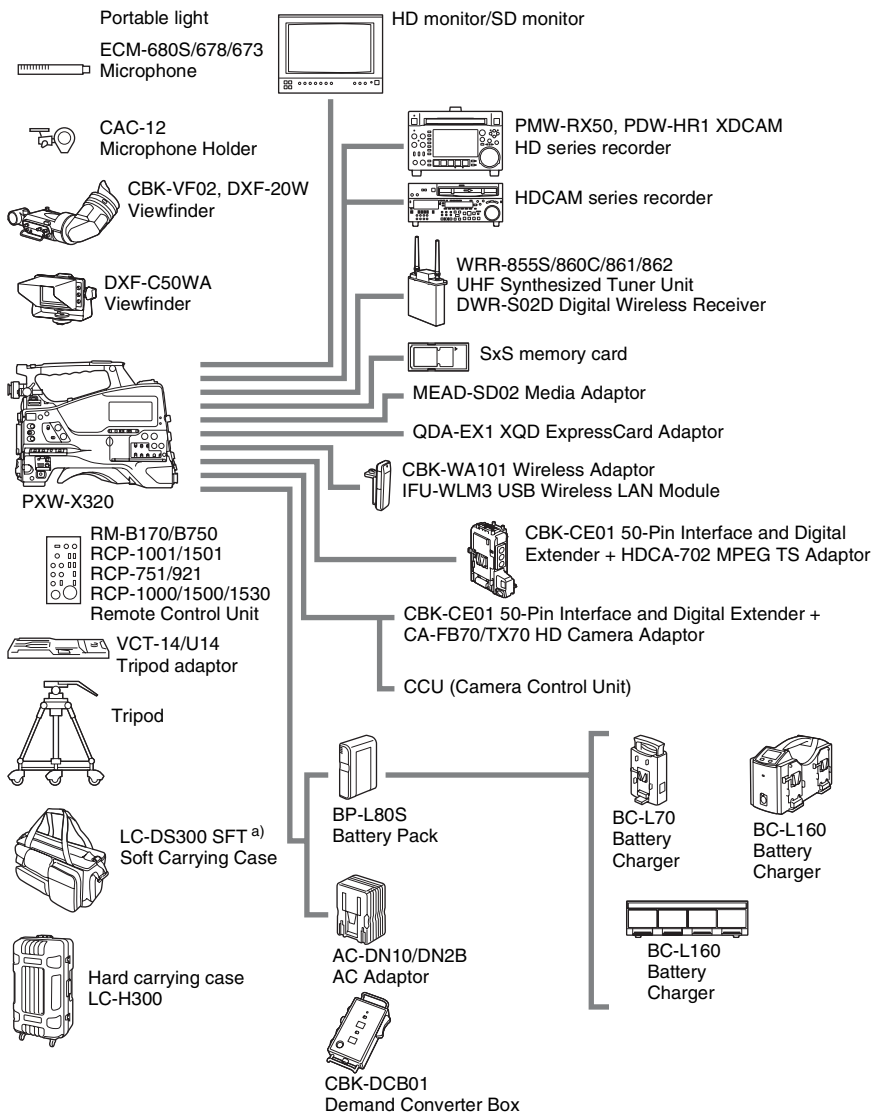 Portable light
ECM-680S/678/673
Microphone
CAC-12
Microphone Holder
CBK-VF02, DXF-20W
Viewfinder
DXF-C50WA
Viewfinder
PXW-X320
RM-B170/B750
RCP-1001/1501
RCP-751/921
RCP-1000/1500/1530
Remote Control Unit
VCT-14/U14
Tripod adaptor
Tripod
LC-DS300 SFT a)
Soft Carrying Case
Hard carrying case
LC-H300
HD monitor/SD monitor
PMW-RX50, PDW-HR1 XDCAM
HD series recorder
HDCAM series recorder
WRR-855S/860C/861/862
UHF Synthesized Tuner Unit
DWR-S02D Digital Wireless Receiver
SxS memory card
MEAD-SD02 Media Adaptor
QDA-EX1 XQD ExpressCard Adaptor
CBK-WA101 Wireless Adaptor
IFU-WLM3 USB Wireless LAN Module
CBK-CE01 50-Pin Interface and Digital
Extender + HDCA-702 MPEG TS Adaptor
CBK-CE01 50-Pin Interface and Digital Extender +
CA-FB70/TX70 HD Camera Adaptor
CCU (Camera Control Unit)
BP-L80S
Battery Pack
AC-DN10/DN2B
AC Adaptor
CBK-DCB01
Demand Converter Box
BC-L70
Battery
Charger
BC-L160
Battery
Charger
BC-L160
Battery
Charger